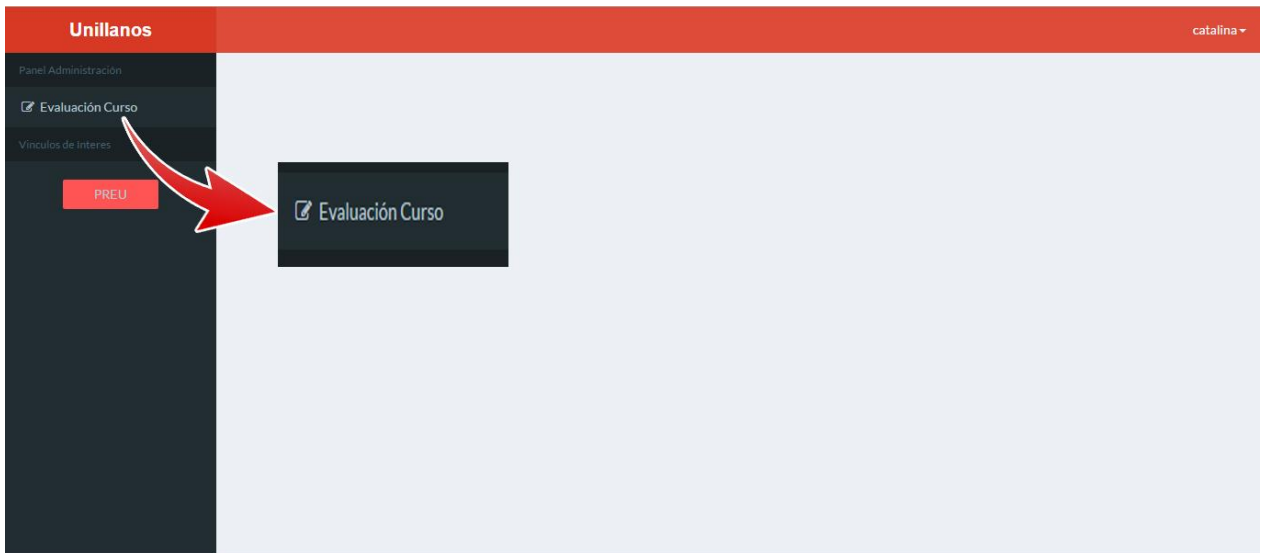 Unillanos
catalina
Panel Administración
Evaluación Curso
Vinculos de Interes
PREU
Evaluación Curso